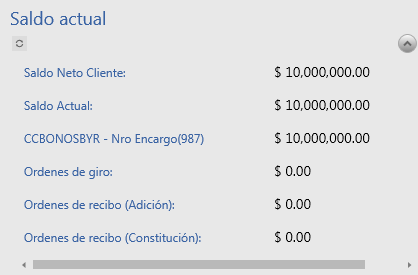 Saldo actual
Saldo Neto Cliente: $ 10,000,000.00
Saldo Actual: $ 10,000,000.00
CCBONOSBYR - Nro Encargo(987) $ 10,000,000.00
Ordenes de giro: $ 0.00
Ordenes de recibo (Adición): $ 0.00
Ordenes de recibo (Constitución): $ 0.00